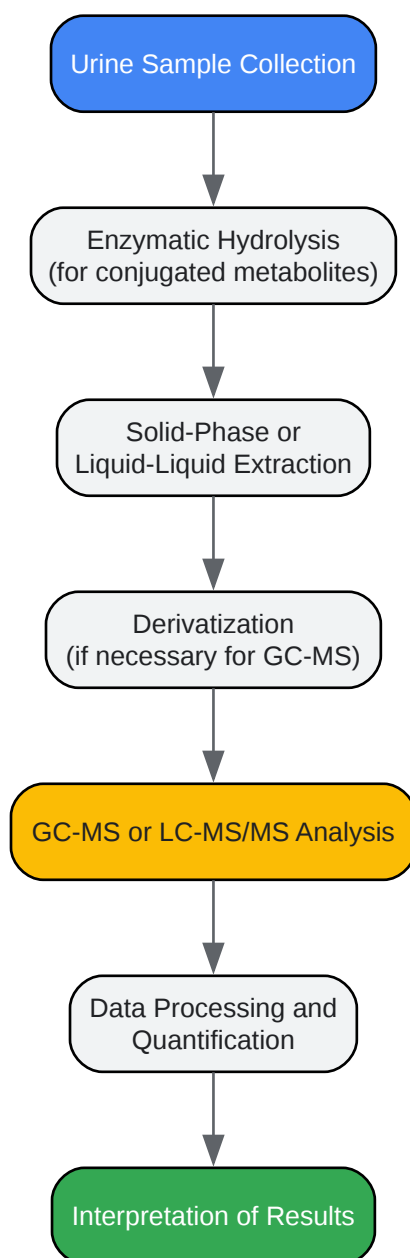 Urine Sample Collection
Enzymatic Hydrolysis
(for conjugated metabolites)
Solid-Phase or
Liquid-Liquid Extraction
Derivatization
(if necessary for GC-MS)
GC-MS or LC-MS/MS Analysis
Data Processing and
Quantification
Interpretation of Results